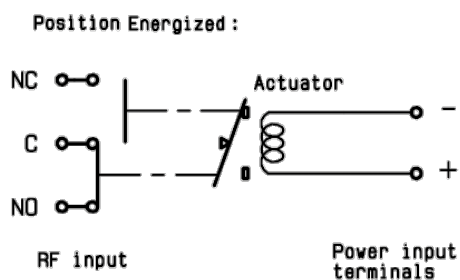 Position Energized :
NC
Actuator
-
C
+
NO
RF input
Power input
terminals